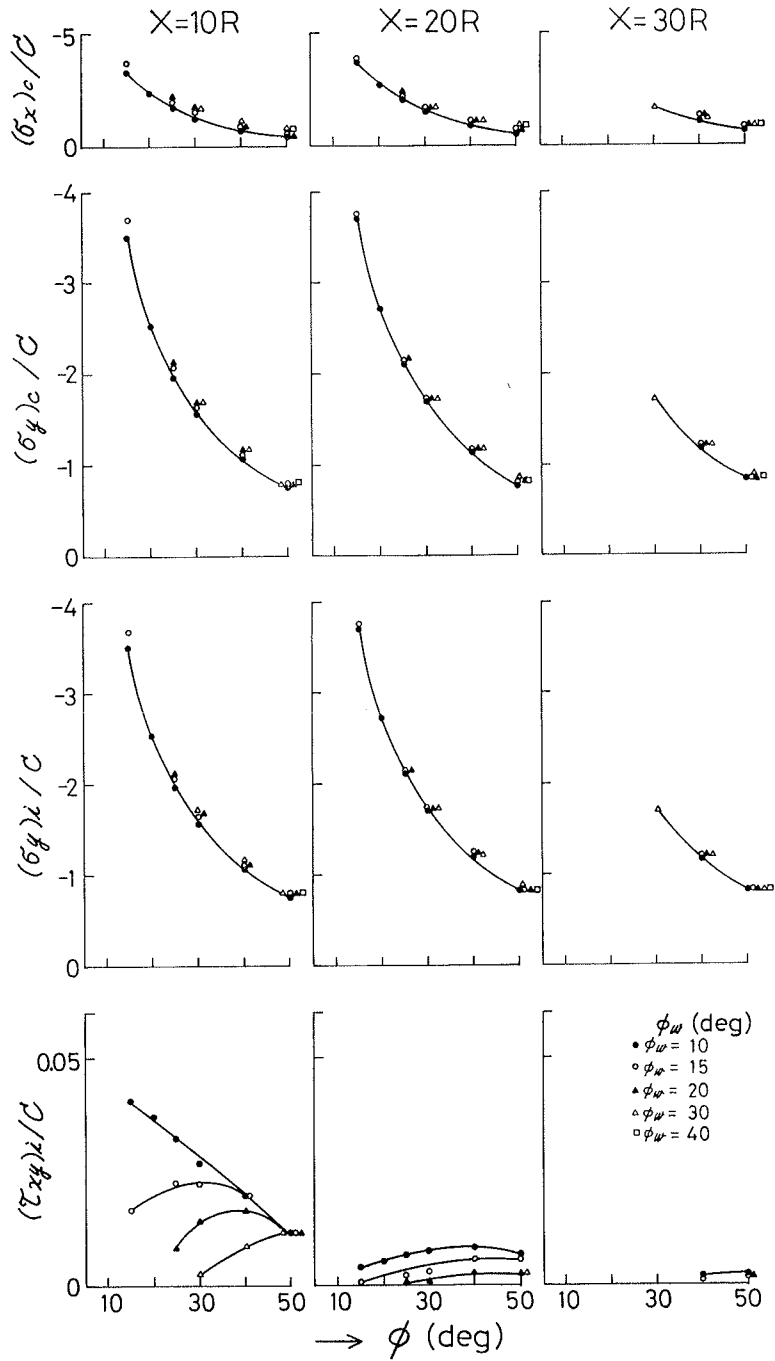 X=10R X=20R X=30R
(σx)c/C
-5
0
(σy)c/C
-4
-3
-2
-1
0
(σy)i/C
-4
-3
-2
-1
0
(τxy)i/C
0.05
0
ϕw (deg)
● ϕw = 10
○ ϕw = 15
▲ ϕw = 20
△ ϕw = 30
□ ϕw = 40
10 30 50 10 30 50 10 30 50
→ ϕ (deg)